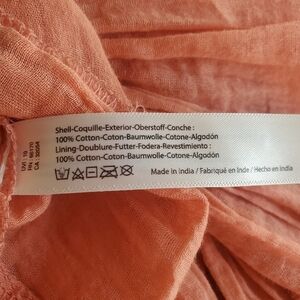 Shell-Coquille-Exterior-Oberstoff-Conche :
100% Cotton-Coton-Baumwolle-Cotone-Algodón
Lining-Doublure-Futter-Fodera-Revestimiento :
100% Cotton-Coton-Baumwolle-Cotone-Algodón
Made in India / Fabriqué en Inde / Hecho en India